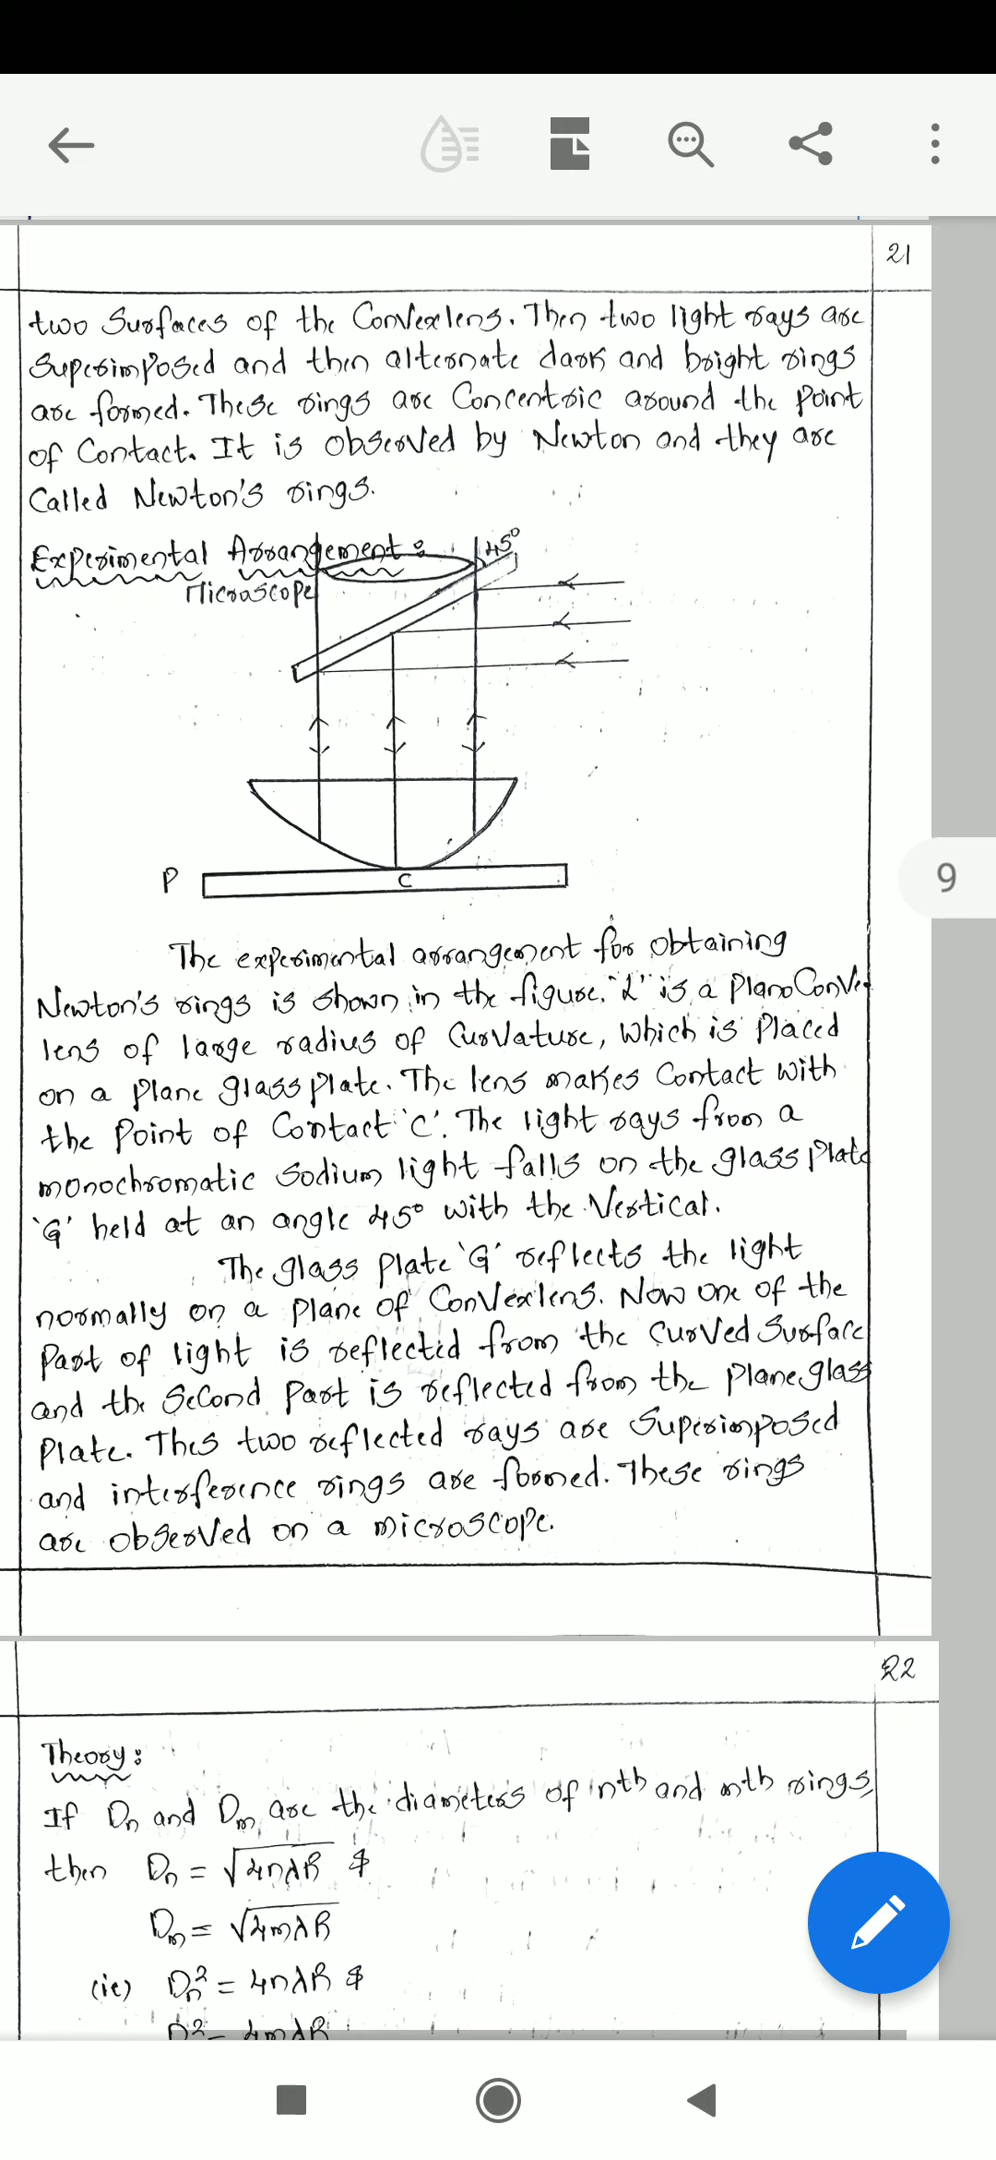 21
two Surfaces of the Convexlens. Then two light rays are
Superimposed and then alternate dark and bright rings
are formed. These rings are Concentric around the Point
of Contact. It is observed by Newton and they are
Called Newton's rings.
Experimental Arrangement:
45°
Microscope
P
C
9
The experimental arrangement for obtaining
Newton's rings is shown in the figure. "L" is a PlanoConvex
lens of large radius of Curvature, which is Placed
on a Plane glass plate. The lens makes Contact with
the Point of Contact 'C'. The light rays from a
monochromatic Sodium light falls on the glass Plate
'G' held at an angle 45° with the Vertical.
The glass Plate 'G' reflects the light
normally on a Plane of Convexlens. Now one of the
Part of light is reflected from the Curved Surface
and the Second Part is reflected from the Plane glass
Plate. This two reflected rays are Superimposed
and interference rings are formed. These rings
are observed on a microscope.
22
Theory:
If Dn and Dm are the diameters of nth and mth rings,
then Dn = √4nλR &
Dm = √4mλR
(ie) Dn² = 4nλR &
D² = 4mλR